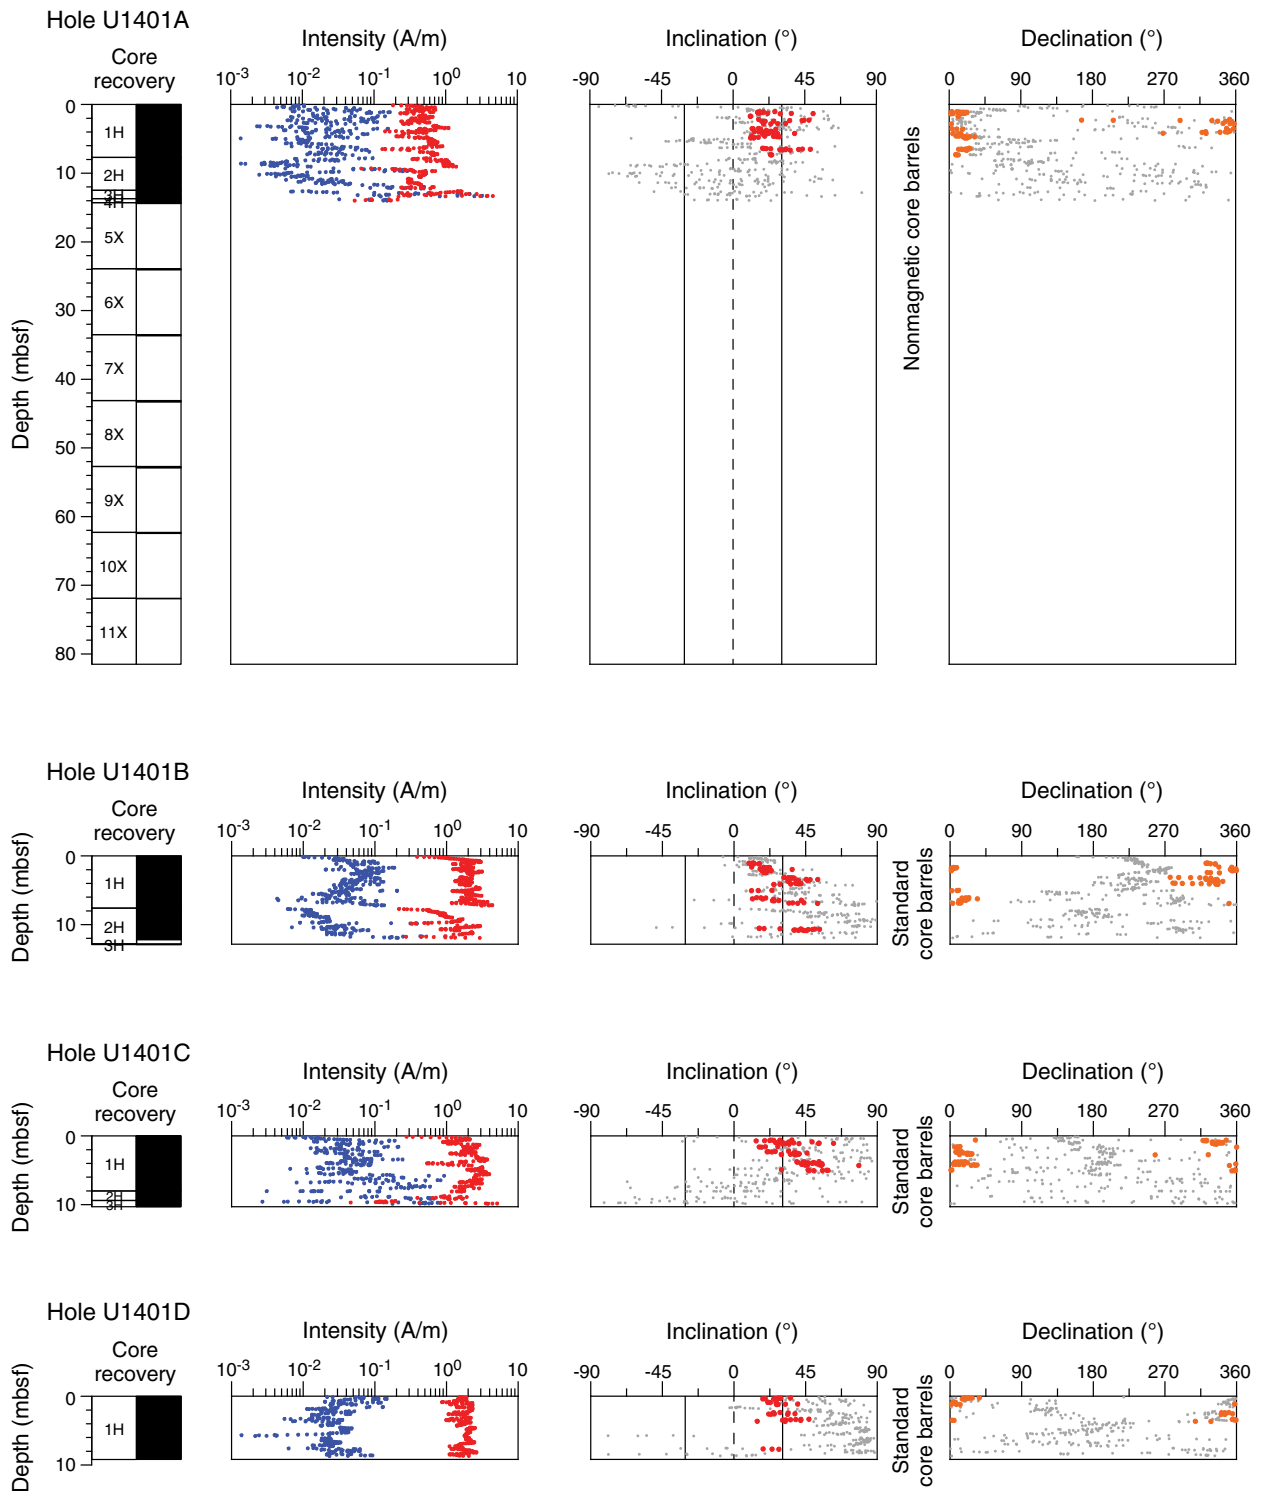 Hole U1401A
Core
recovery
Intensity (A/m)
Inclination (°)
Declination (°)
10-3 10-2 10-1 100 10
-90 -45 0 45 90
0 90 180 270 360
Depth (mbsf)
0
10
20
30
40
50
60
70
80
1H
2H
3H
4H
5X
6X
7X
8X
9X
10X
11X
Nonmagnetic core barrels
Hole U1401B
Core
recovery
Intensity (A/m)
Inclination (°)
Declination (°)
10-3 10-2 10-1 100 10
-90 -45 0 45 90
0 90 180 270 360
Depth (mbsf)
0
10
1H
2H
3H
Standard
core barrels
Hole U1401C
Core
recovery
Intensity (A/m)
Inclination (°)
Declination (°)
10-3 10-2 10-1 100 10
-90 -45 0 45 90
0 90 180 270 360
Depth (mbsf)
0
10
1H
2H
3H
Standard
core barrels
Hole U1401D
Core
recovery
Intensity (A/m)
Inclination (°)
Declination (°)
10-3 10-2 10-1 100 10
-90 -45 0 45 90
0 90 180 270 360
Depth (mbsf)
0
10
1H
Standard
core barrels